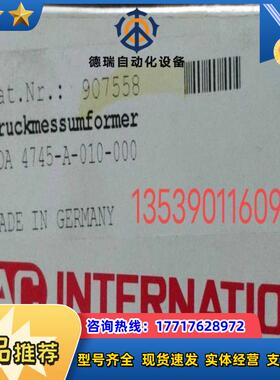 德瑞自动化设备
at.Nr.: 907558
ruckmessumformer
DA 4745-A-010-000
ADE IN GERMANY
13539011609
AC INTERNATIO
咨询热线：17717628972
品推荐
型号齐全 现货速发 实体经营